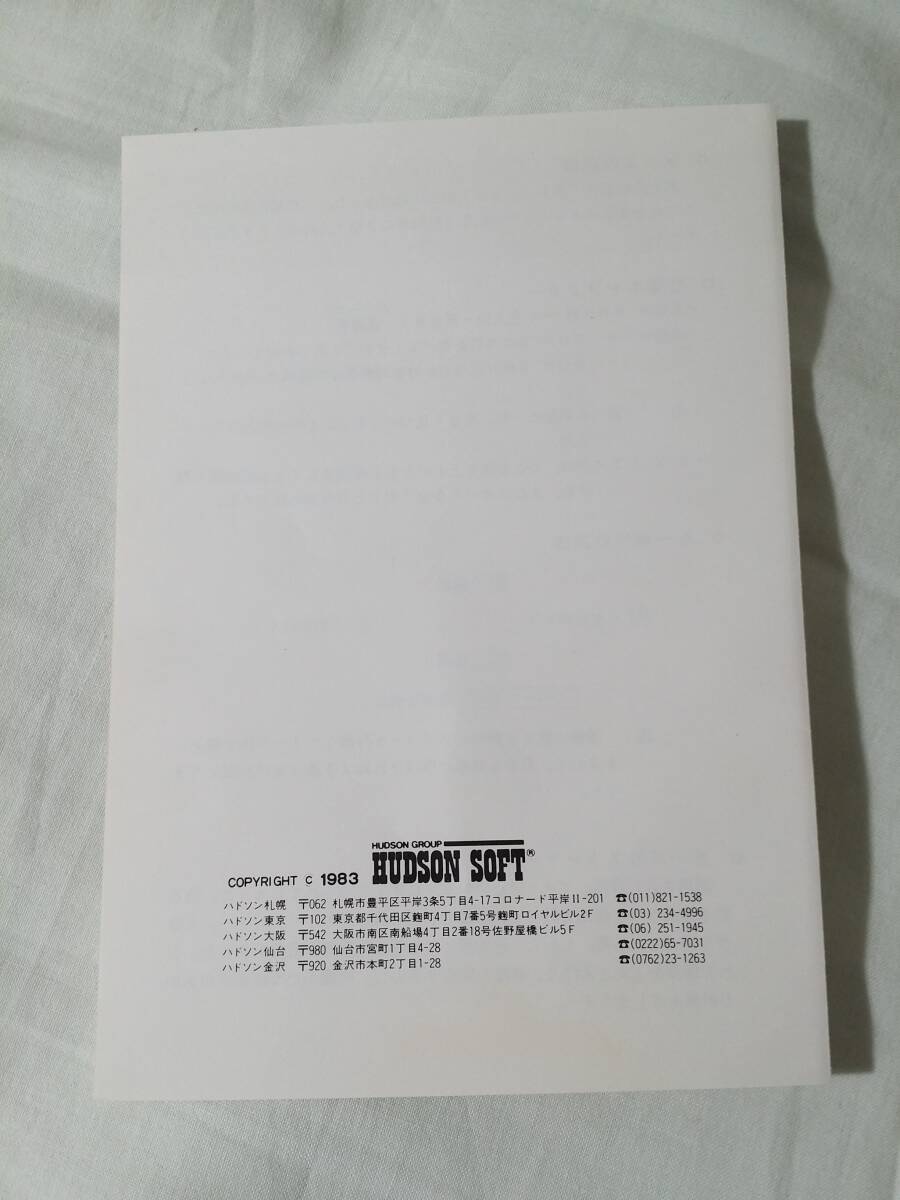 HUDSON GROUP
COPYRIGHT C 1983 HUDSON SOFT®
ハドソン札幌 〒062 札幌市豊平区平岸3条5丁目4-17コロナード平岸II-201 ☎(011)821-1538
ハドソン東京 〒102 東京都千代田区麹町4丁目7番5号麹町ロイヤルビル2F ☎(03) 234-4996
ハドソン大阪 〒542 大阪市南区南船場4丁目2番18号佐野屋橋ビル5F ☎(06) 251-1945
ハドソン仙台 〒980 仙台市宮町1丁目4-28 ☎(0222)65-7031
ハドソン金沢 〒920 金沢市本町2丁目1-28 ☎(0762)23-1263